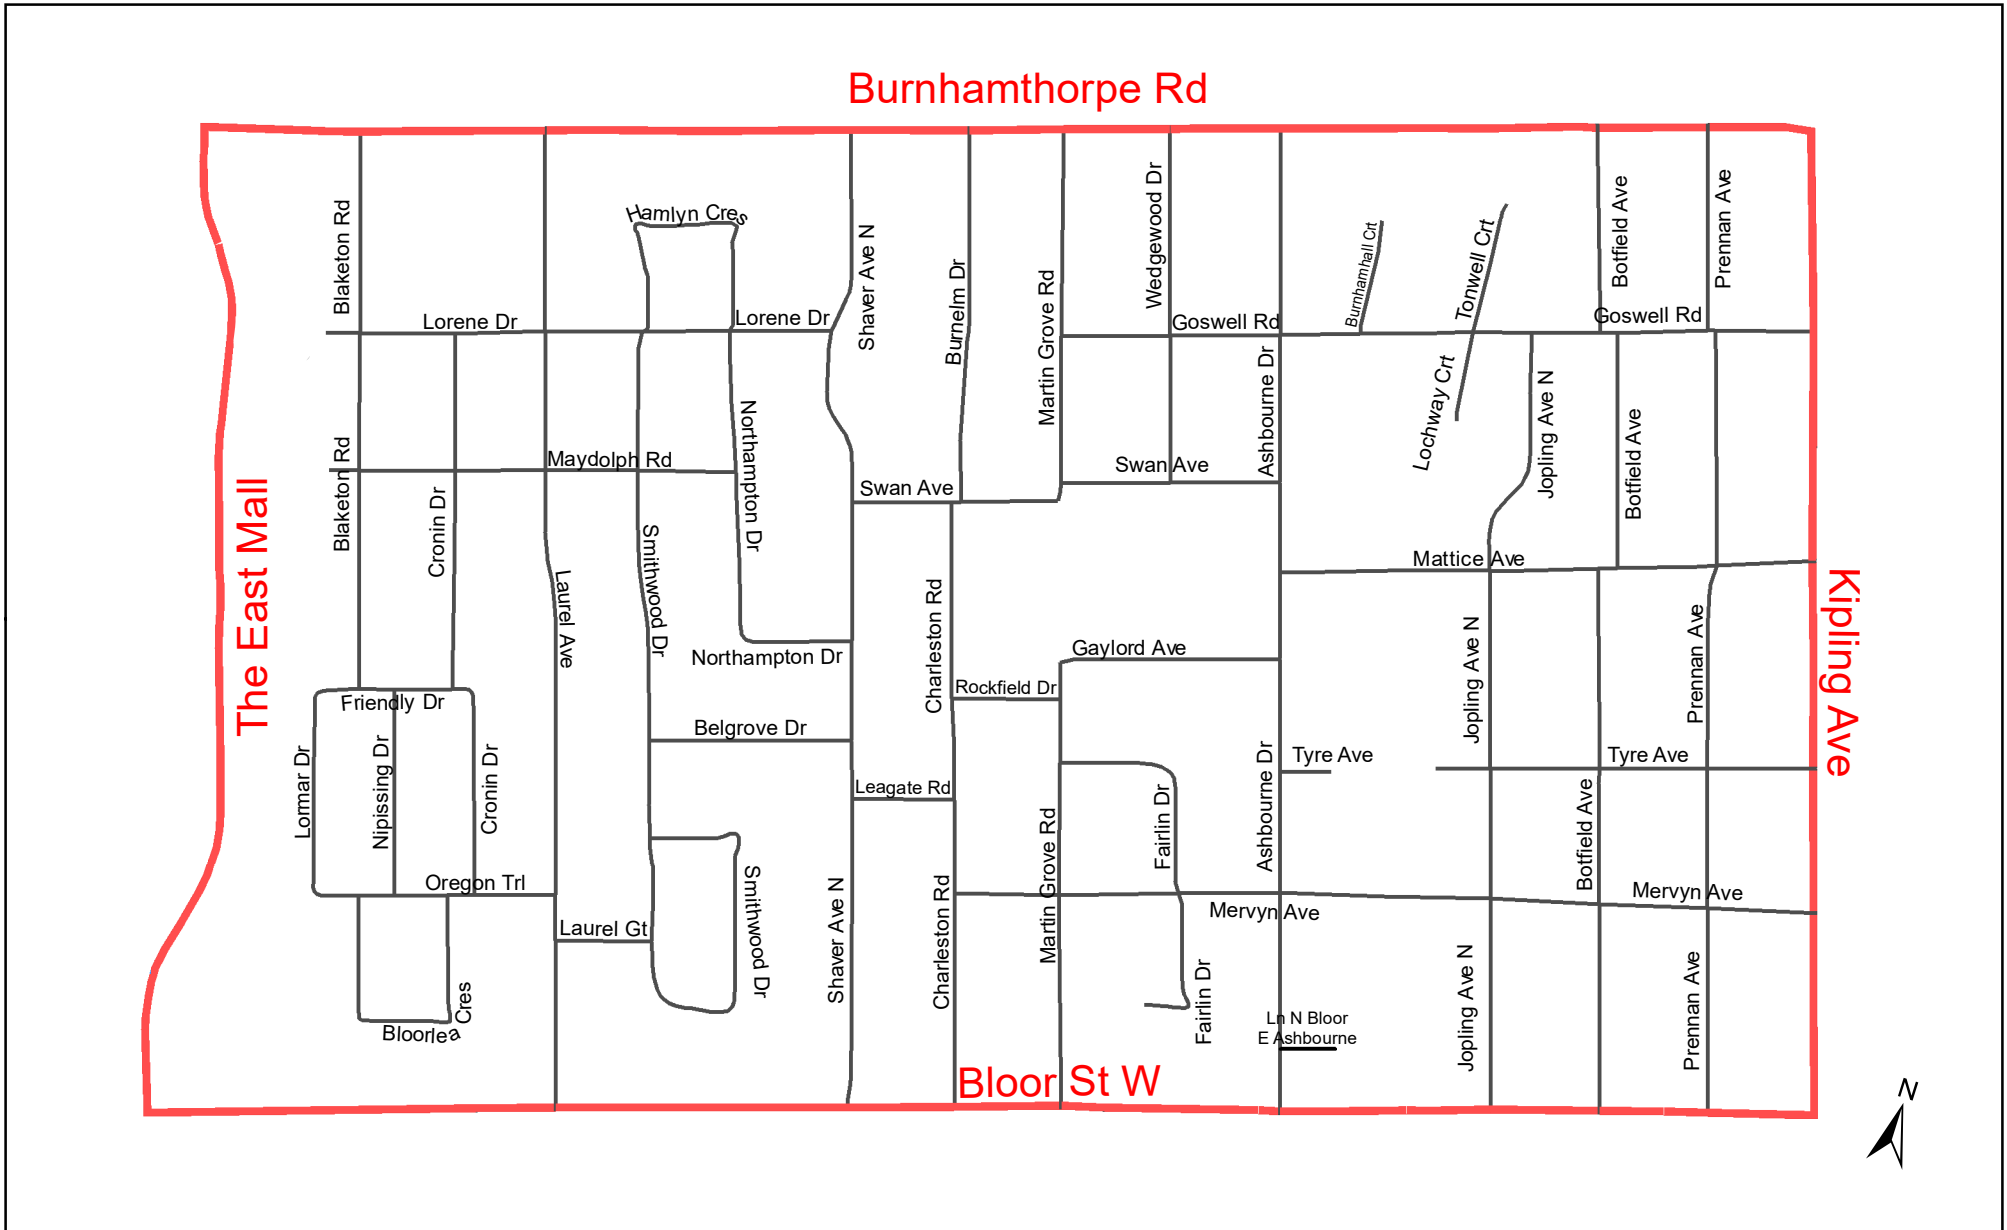 Burnhamthorpe Rd
Blaketon Rd
Hamlyn Cres
Shaver Ave N
Burnelm Dr
Martin Grove Rd
Wedgewood Dr
Burnhamhall Crt
Tonwell Crt
Botfield Ave
Prennan Ave
Lorene Dr
Lorene Dr
Goswell Rd
Goswell Rd
Ashbourne Dr
Lochway Crt
Jopling Ave N
Botfield Ave
Blaketon Rd
Maydolph Rd
Northampton Dr
Swan Ave
Swan Ave
The East Mall
Cronin Dr
Laurel Ave
Smithwood Dr
Mattice Ave
Kipling Ave
Charleston Rd
Northampton Dr
Gaylord Ave
Rockfield Dr
Jopling Ave N
Prennan Ave
Friendly Dr
Belgrove Dr
Lormar Dr
Nipissing Dr
Cronin Dr
Leagate Rd
Ashbourne Dr
Tyre Ave
Tyre Ave
Fairlin Dr
Botfield Ave
Martin Grove Rd
Oregon Trl
Smithwood Dr
Shaver Ave N
Charleston Rd
Mervyn Ave
Mervyn Ave
Laurel Gt
Fairlin Dr
Jopling Ave N
Prennan Ave
Bloorlea Cres
Ln N Bloor
E Ashbourne
Bloor St W
N